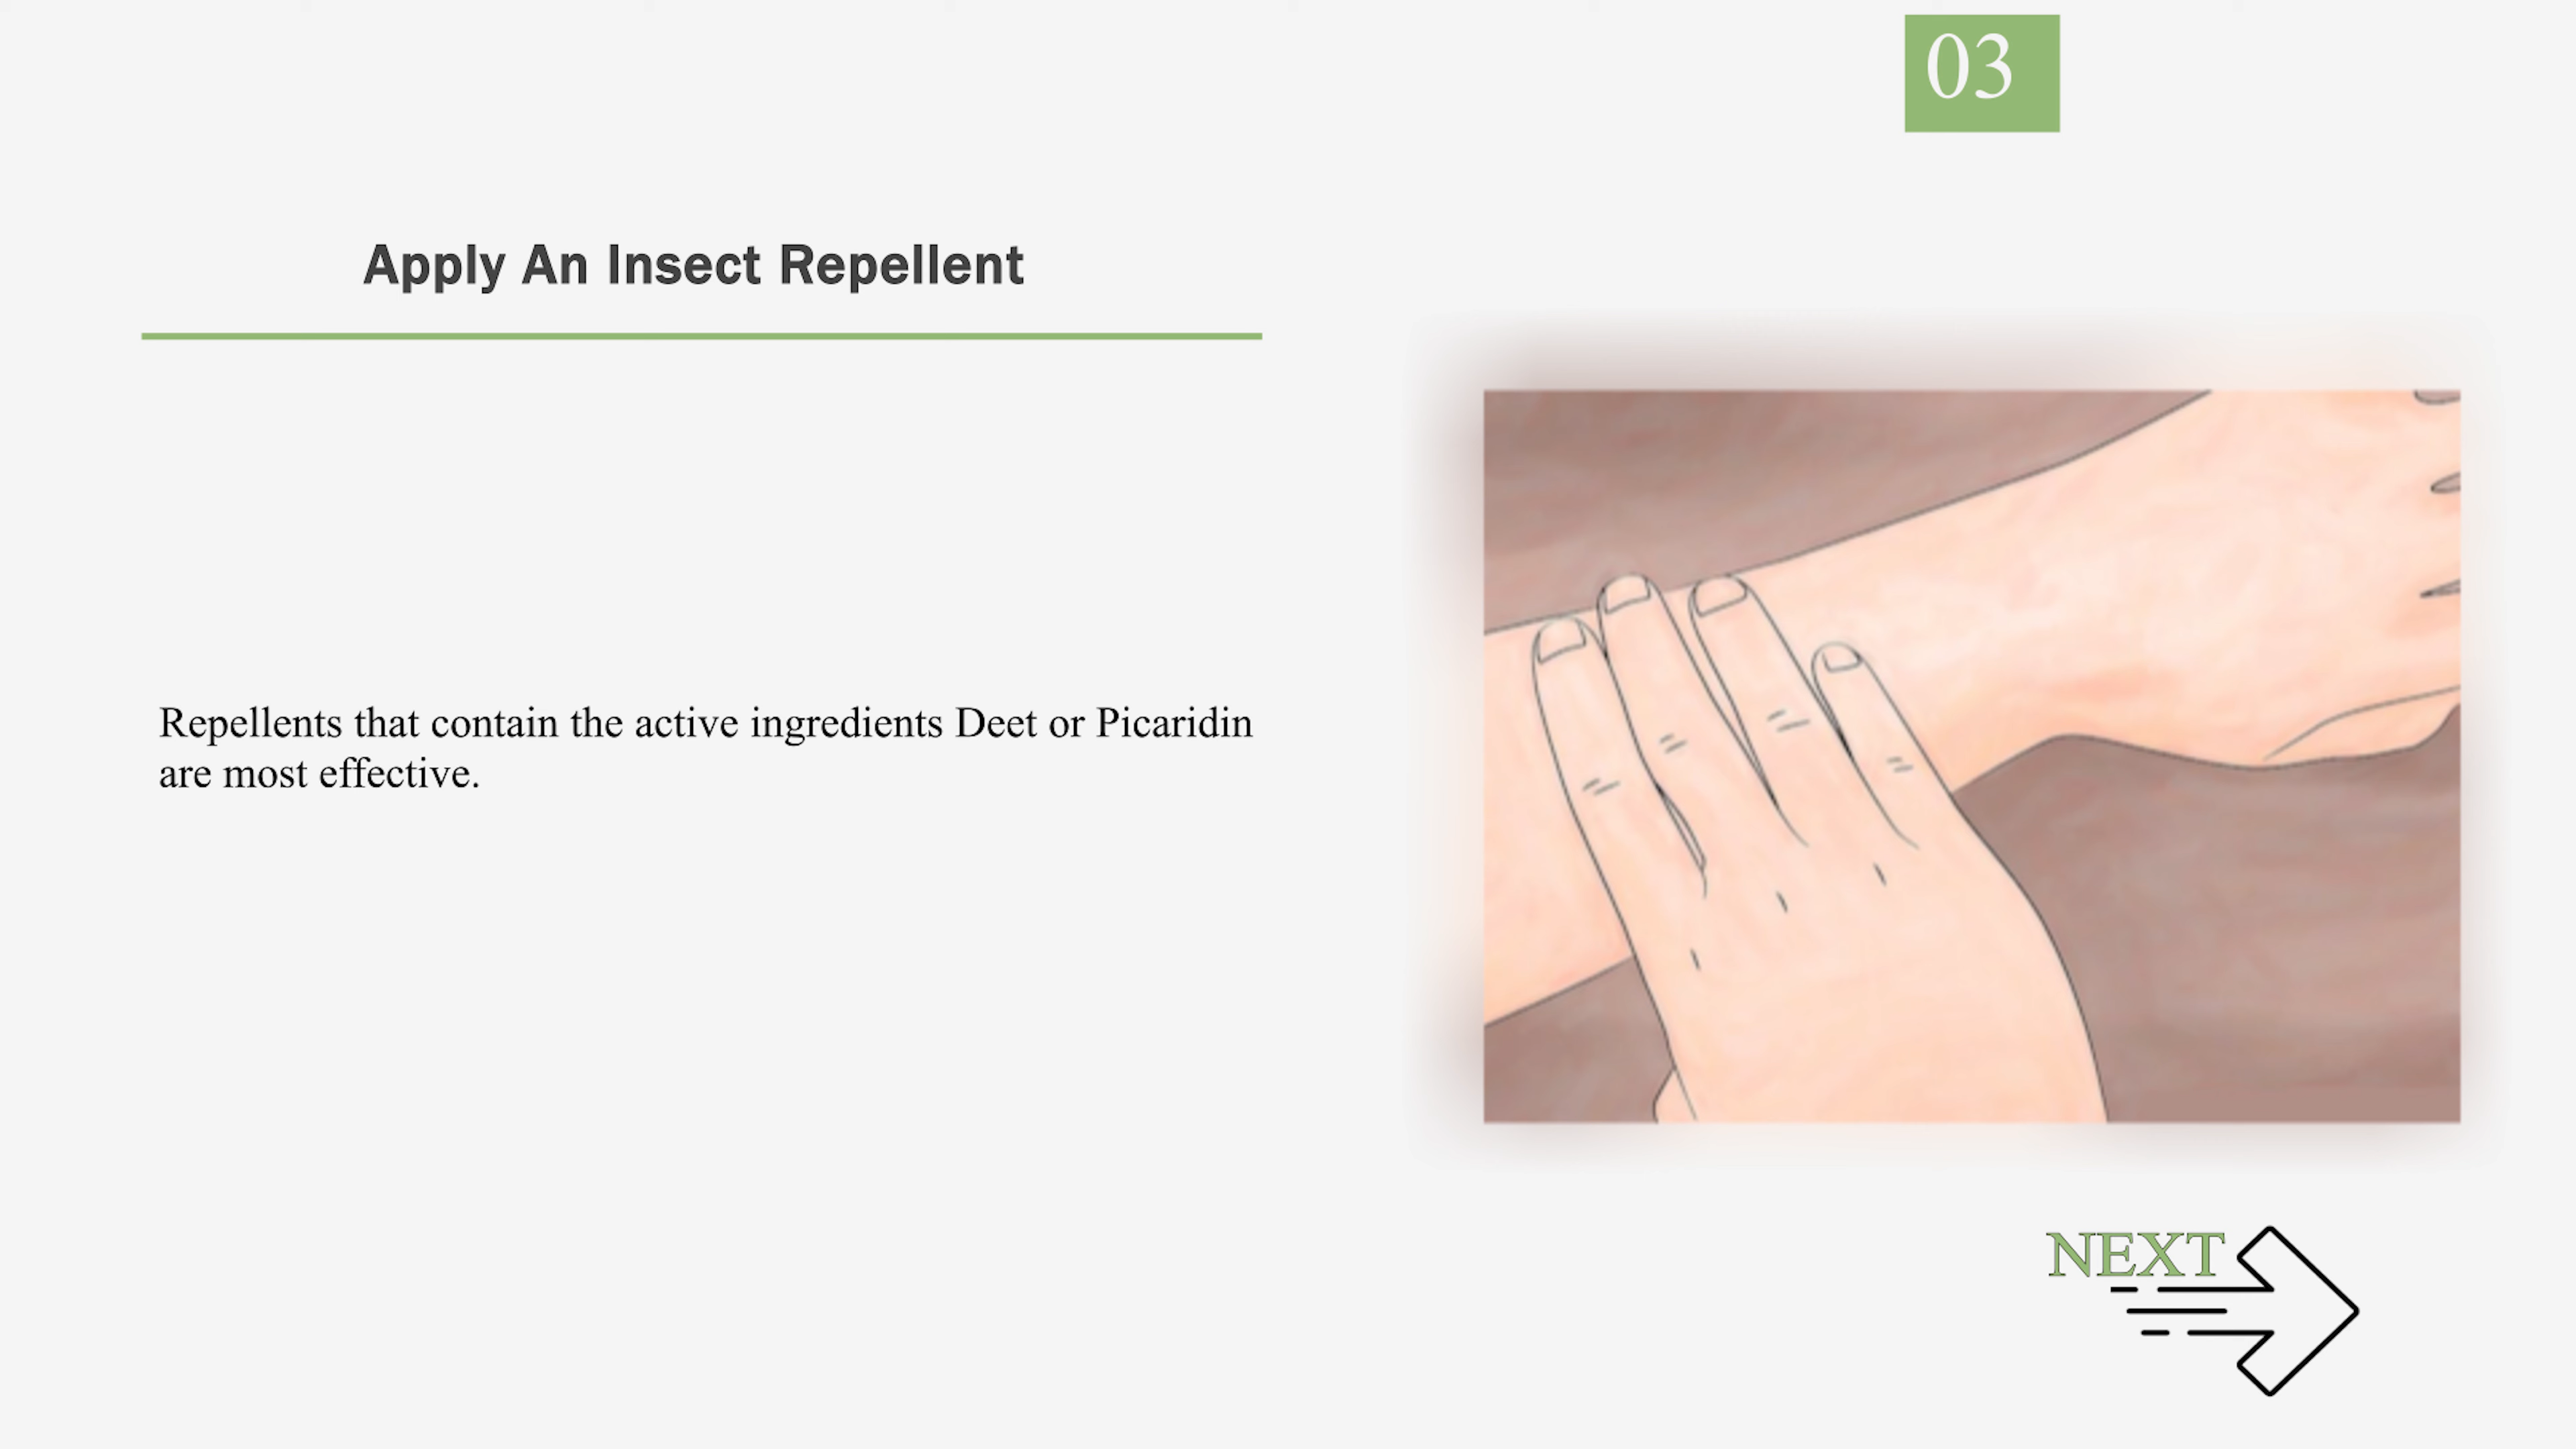 03
Apply An Insect Repellent
Repellents that contain the active ingredients Deet or Picaridin
are most effective.
NEXT